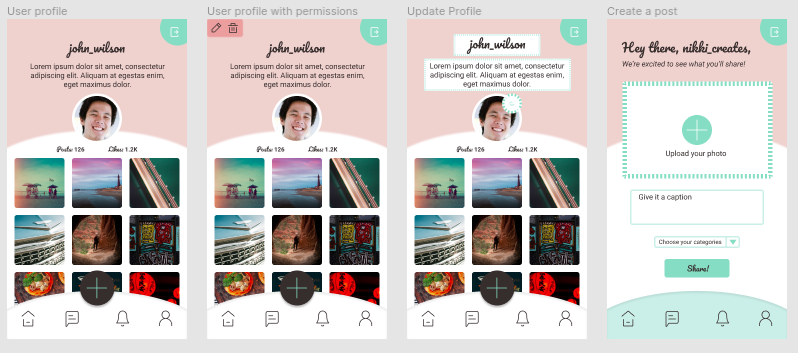 User profile
john_wilson
Lorem ipsum dolor sit amet, consectetur
adipiscing elit. Aliquam at egestas enim,
eget maximus dolor.
Posts: 126 Likes: 1.2K
User profile with permissions
john_wilson
Lorem ipsum dolor sit amet, consectetur
adipiscing elit. Aliquam at egestas enim,
eget maximus dolor.
Posts: 126 Likes: 1.2K
Update Profile
john_wilson
Lorem ipsum dolor sit amet, consectetur
adipiscing elit. Aliquam at egestas enim,
eget maximus dolor.
Posts: 126 Likes: 1.2K
Create a post
Hey there, nikki_creates,
We're excited to see what you'll share!
Upload your photo
Give it a caption
Choose your categories
Share!